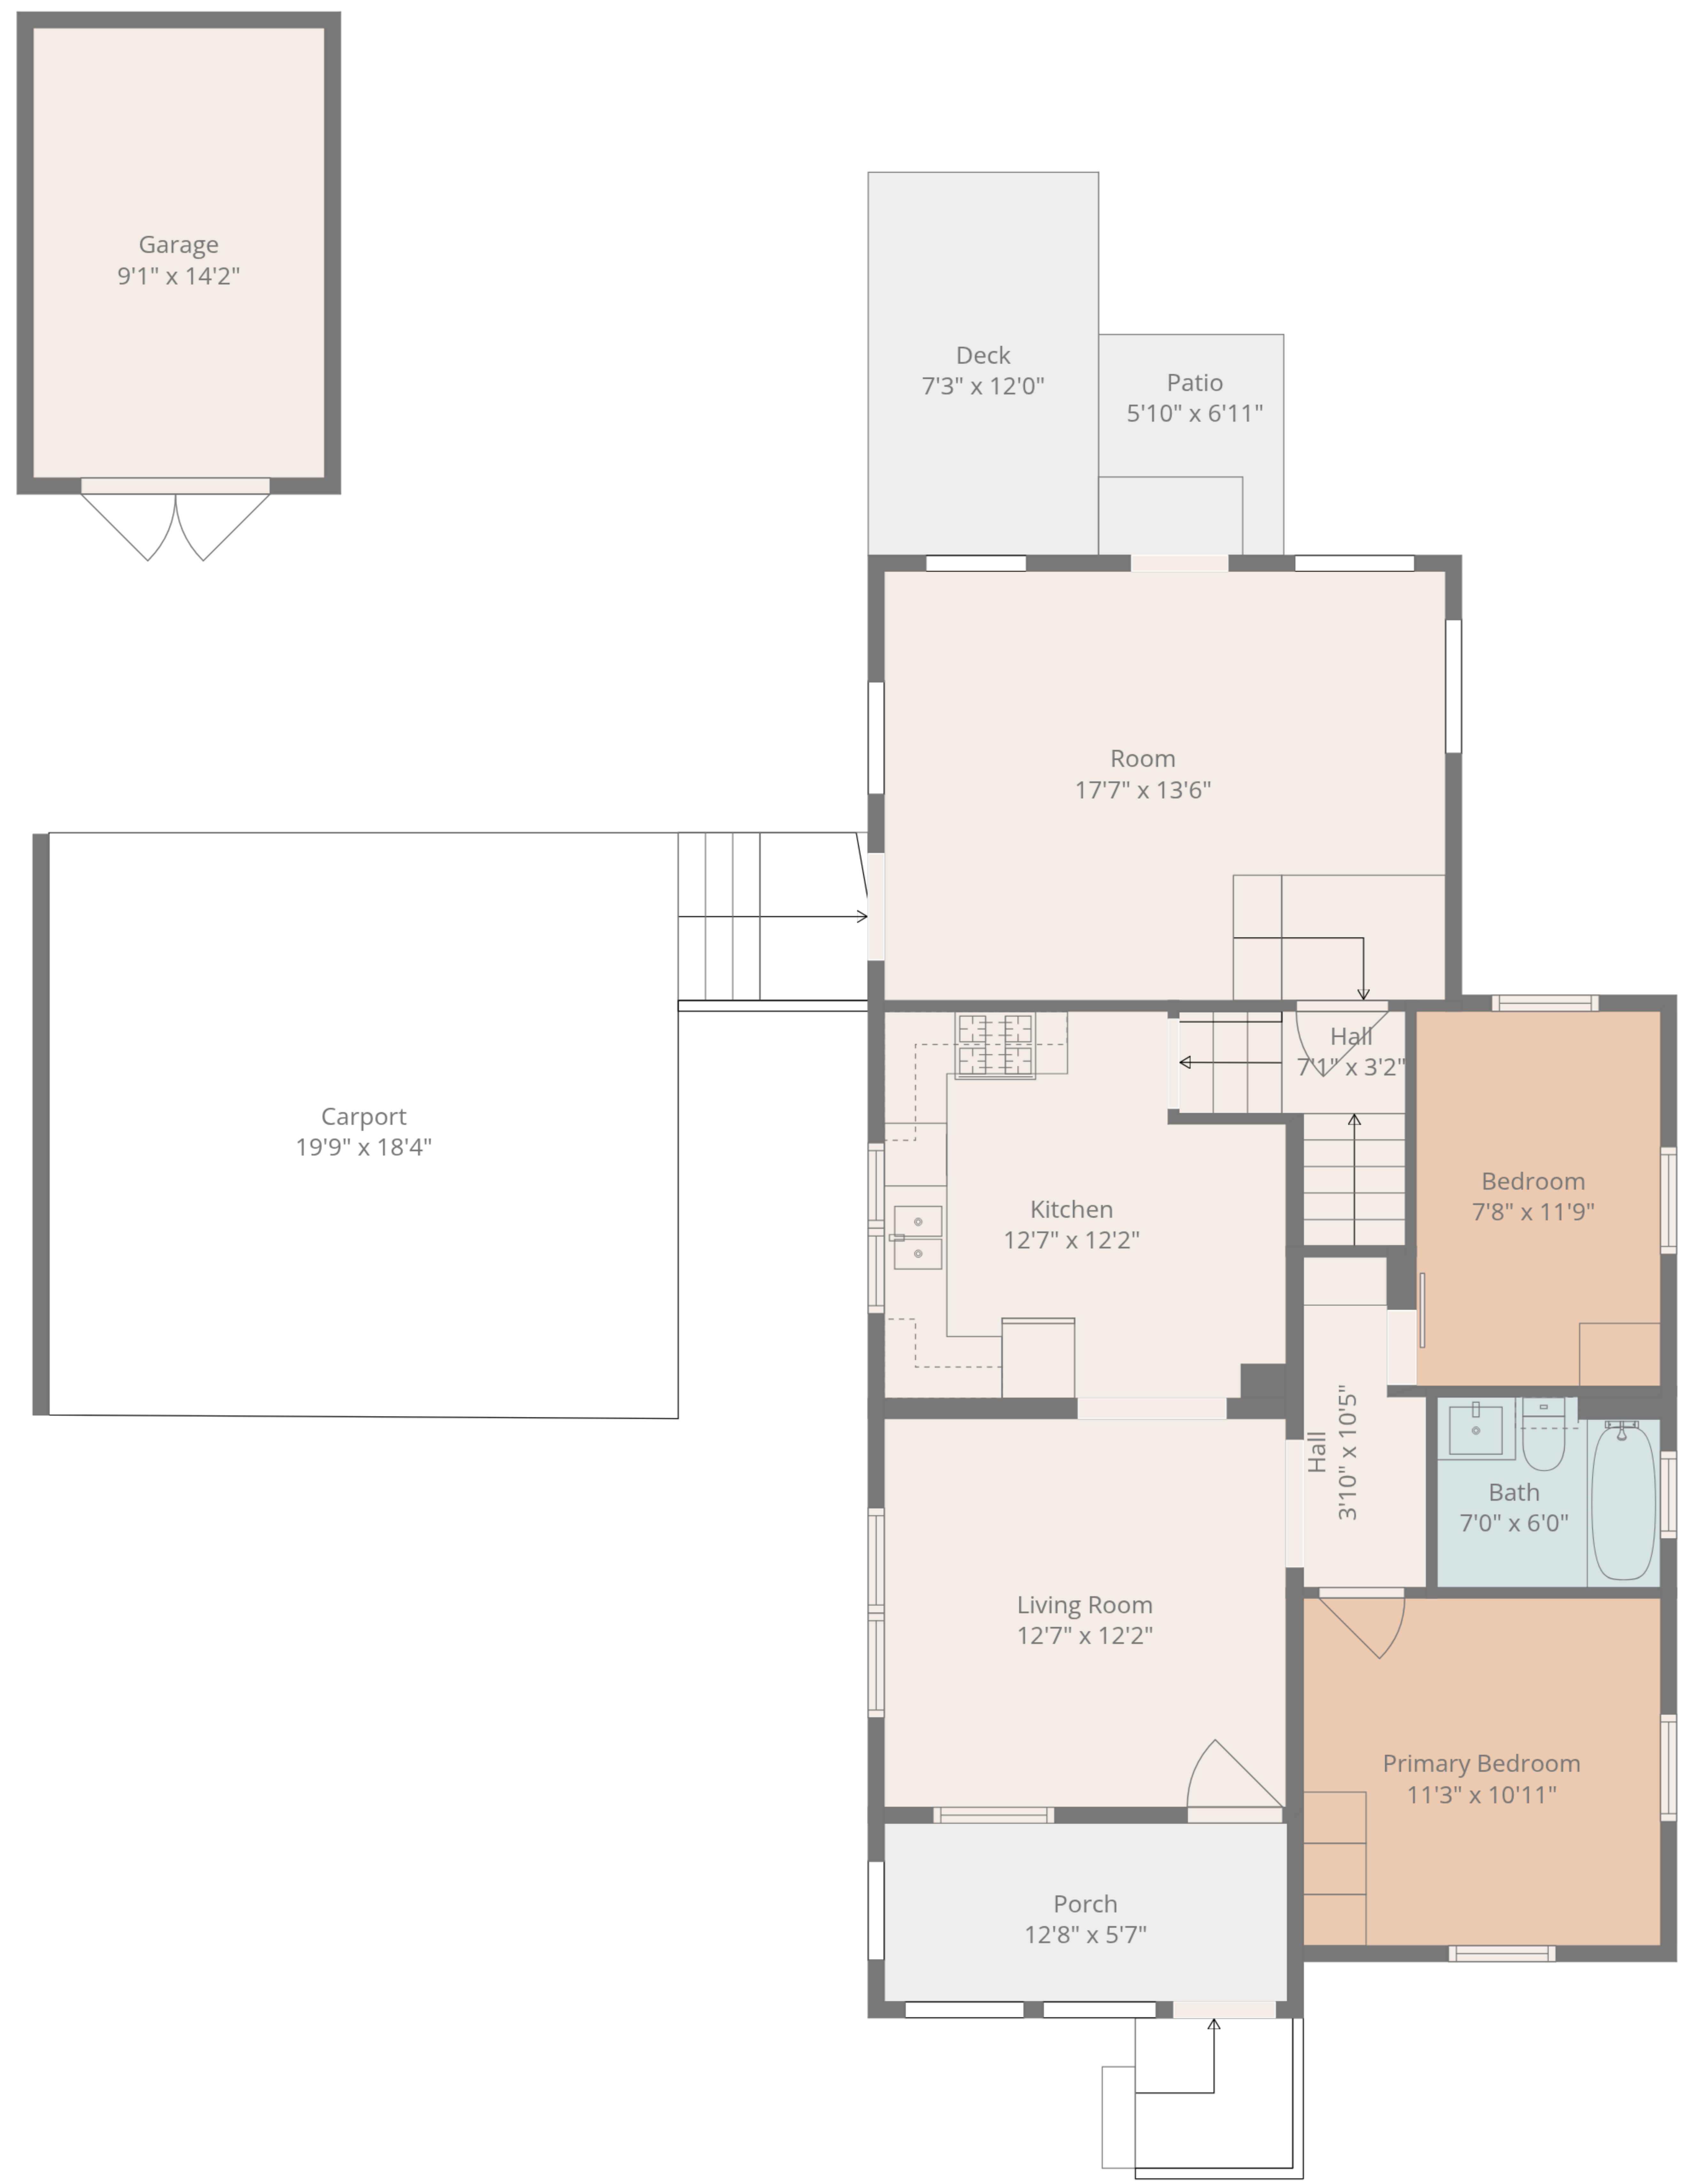 Garage
9'1" x 14'2"
Deck
7'3" x 12'0"
Patio
5'10" x 6'11"
Room
17'7" x 13'6"
Hall
7'1" x 3'2"
Carport
19'9" x 18'4"
Kitchen
12'7" x 12'2"
Bedroom
7'8" x 11'9"
Hall
3'10" x 10'5"
Bath
7'0" x 6'0"
Living Room
12'7" x 12'2"
Primary Bedroom
11'3" x 10'11"
Porch
12'8" x 5'7"